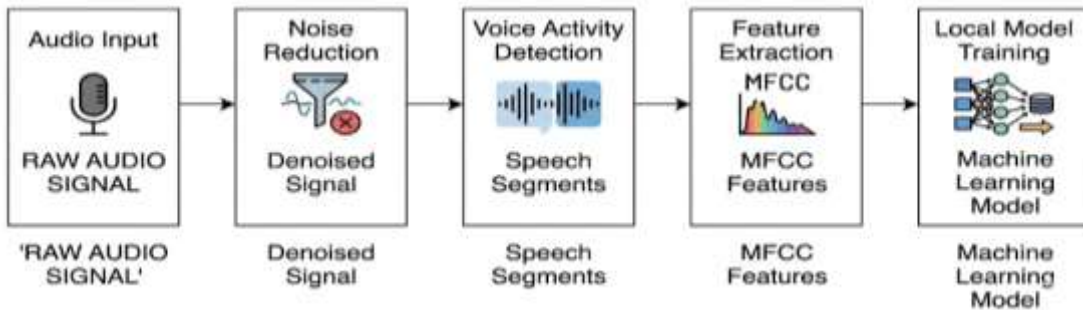 Audio Input
RAW AUDIO
SIGNAL
'RAW AUDIO
SIGNAL'
Noise
Reduction
Denoised
Signal
Denoised
Signal
Voice Activity
Detection
Speech
Segments
Speech
Segments
Feature
Extraction
MFCC
MFCC
Features
MFCC
Features
Local Model
Training
Machine
Learning
Model
Machine
Learning
Model